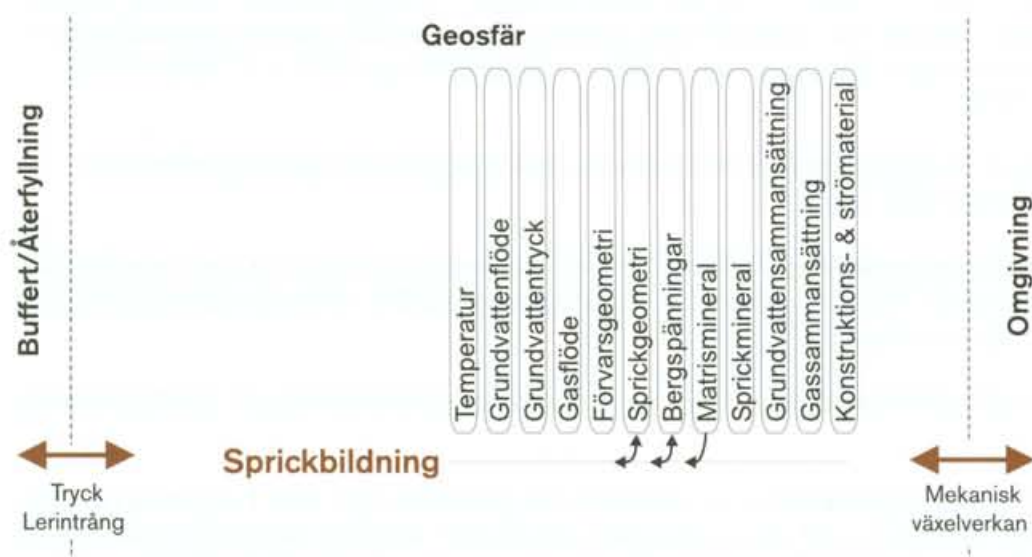 Geosfär
Buffert/Återfyllning
Temperatur
Grundvattenflöde
Grundvattentryck
Gasflöde
Förvarsgeometri
Sprickgeometri
Bergspänningar
Matrismineral
Sprickmineral
Grundvattensammansättning
Gassammansättning
Konstruktions- & strömaterial
Omgivning
Sprickbildning
Tryck
Lerintrång
Mekanisk
växelverkan